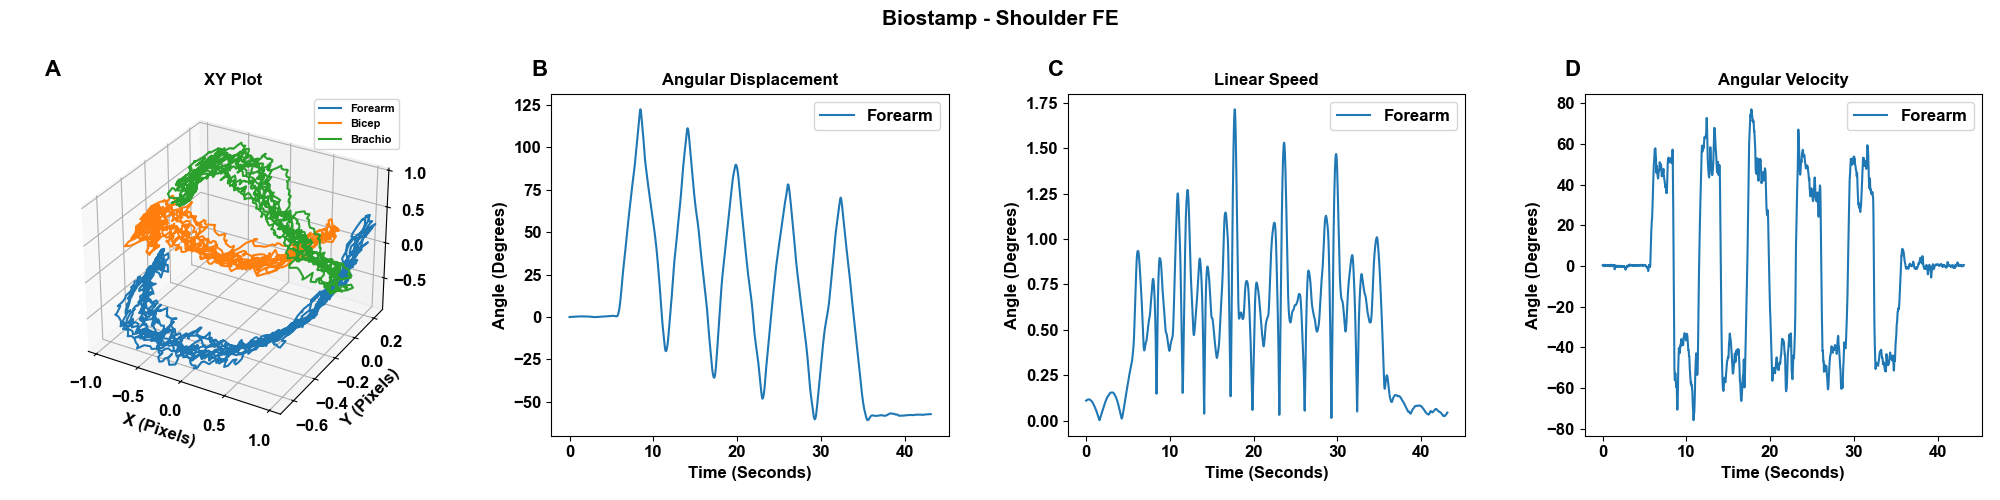 Biostamp - Shoulder FE
A
XY Plot
Forearm
Bicep
Brachio
1.0
0.5
0.0
−0.5
0.2
0.0
−0.2
−0.4
−0.6
Y (Pixels)
−1.0
−0.5
0.0
0.5
1.0
X (Pixels)
B
Angular Displacement
Forearm
125
100
75
50
25
0
−25
−50
Angle (Degrees)
0 10 20 30 40
Time (Seconds)
C
Linear Speed
Forearm
1.75
1.50
1.25
1.00
0.75
0.50
0.25
0.00
Angle (Degrees)
0 10 20 30 40
Time (Seconds)
D
Angular Velocity
Forearm
80
60
40
20
0
−20
−40
−60
−80
Angle (Degrees)
0 10 20 30 40
Time (Seconds)